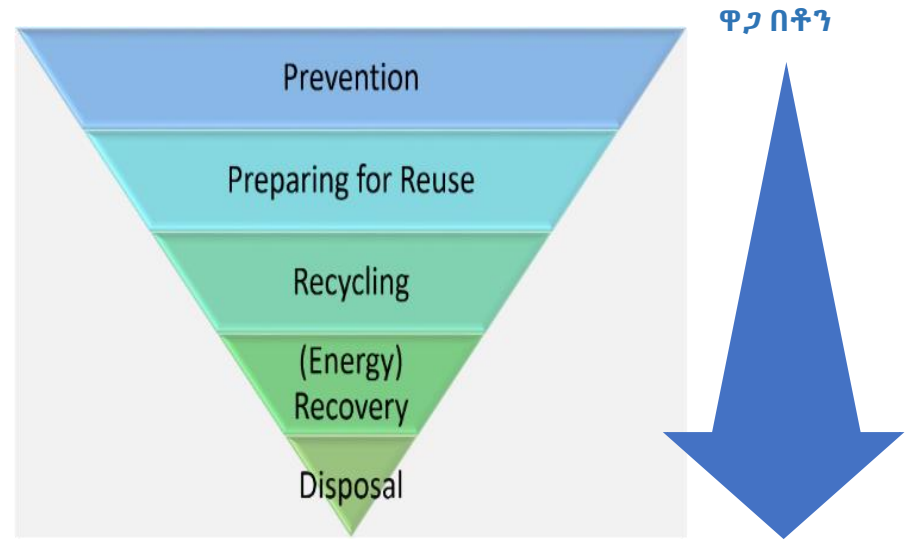 ዋጋ በቶን
Prevention
Preparing for Reuse
Recycling
(Energy)
Recovery
Disposal